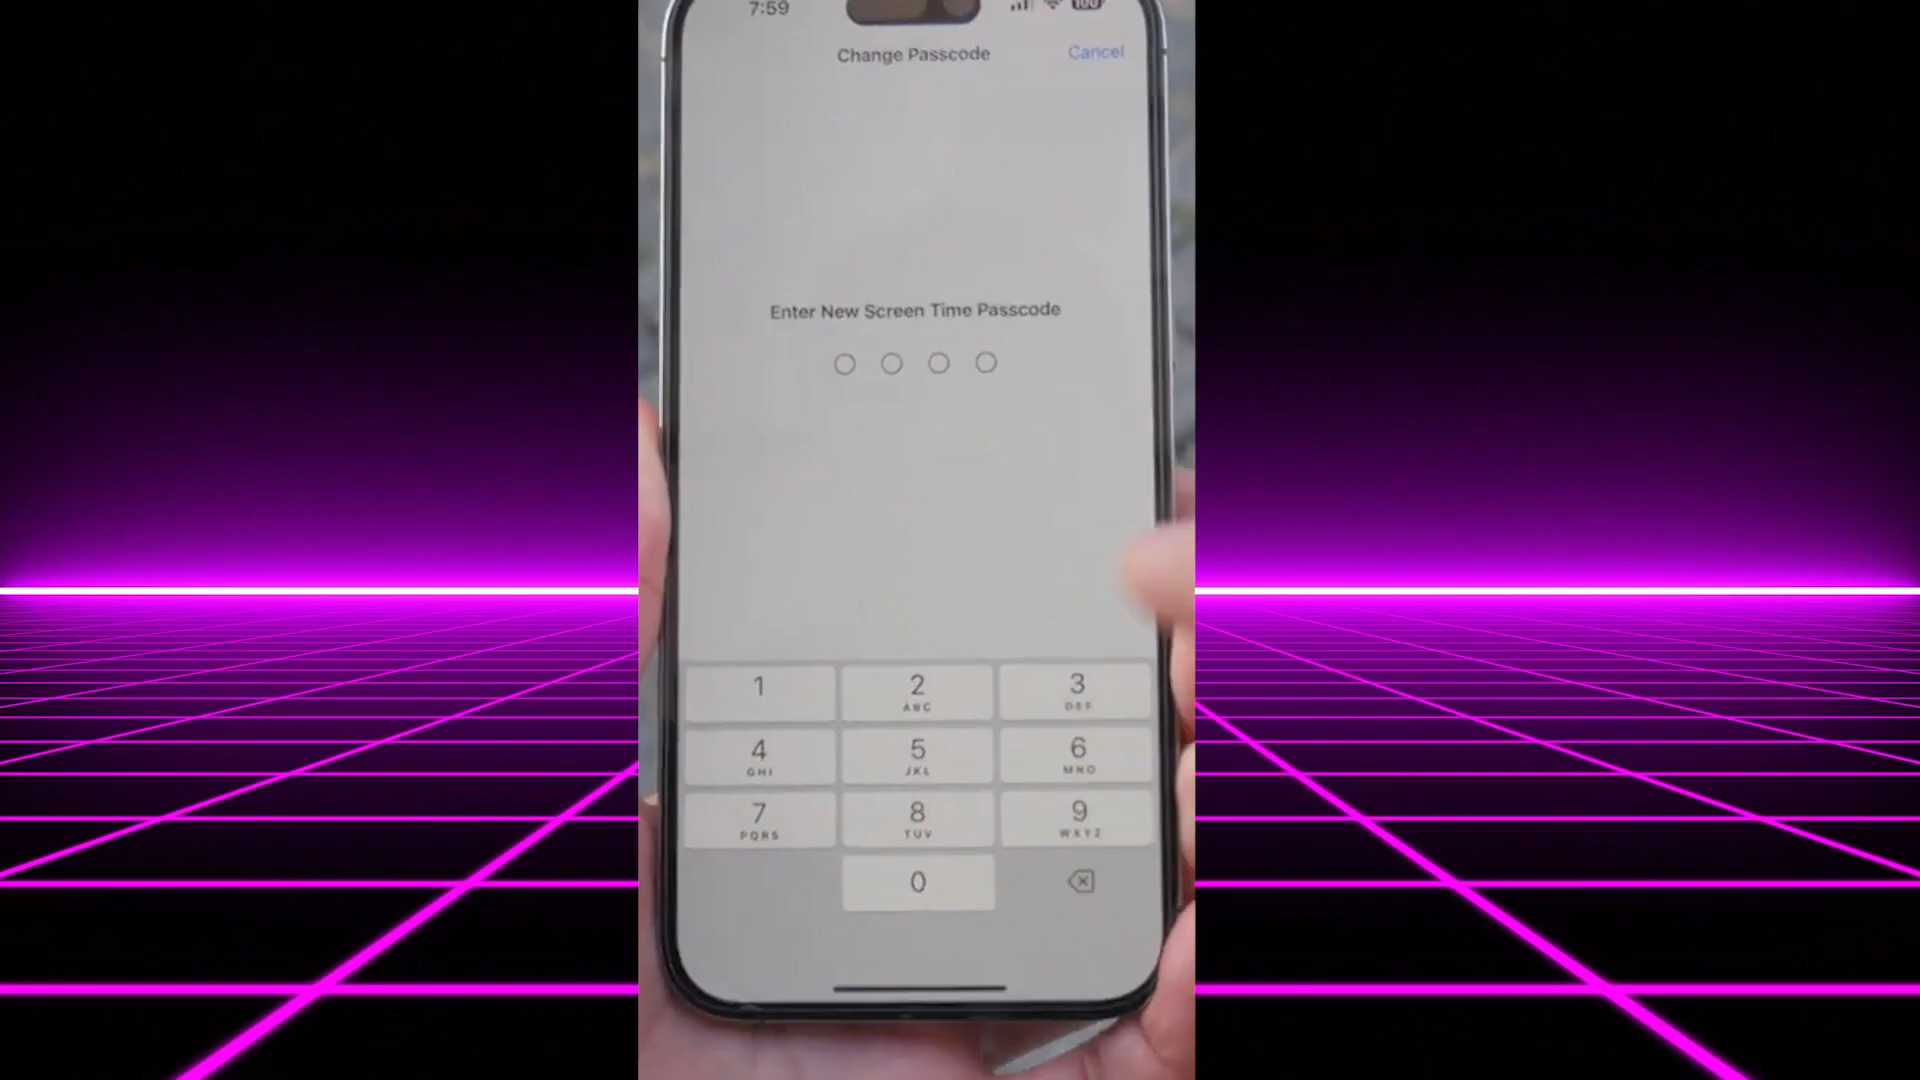 7:59
100
Change Passcode
Cancel
Enter New Screen Time Passcode
1
2
ABC
3
DEF
4
GHI
5
JKL
6
MNO
7
PQRS
8
TUV
9
WXYZ
0